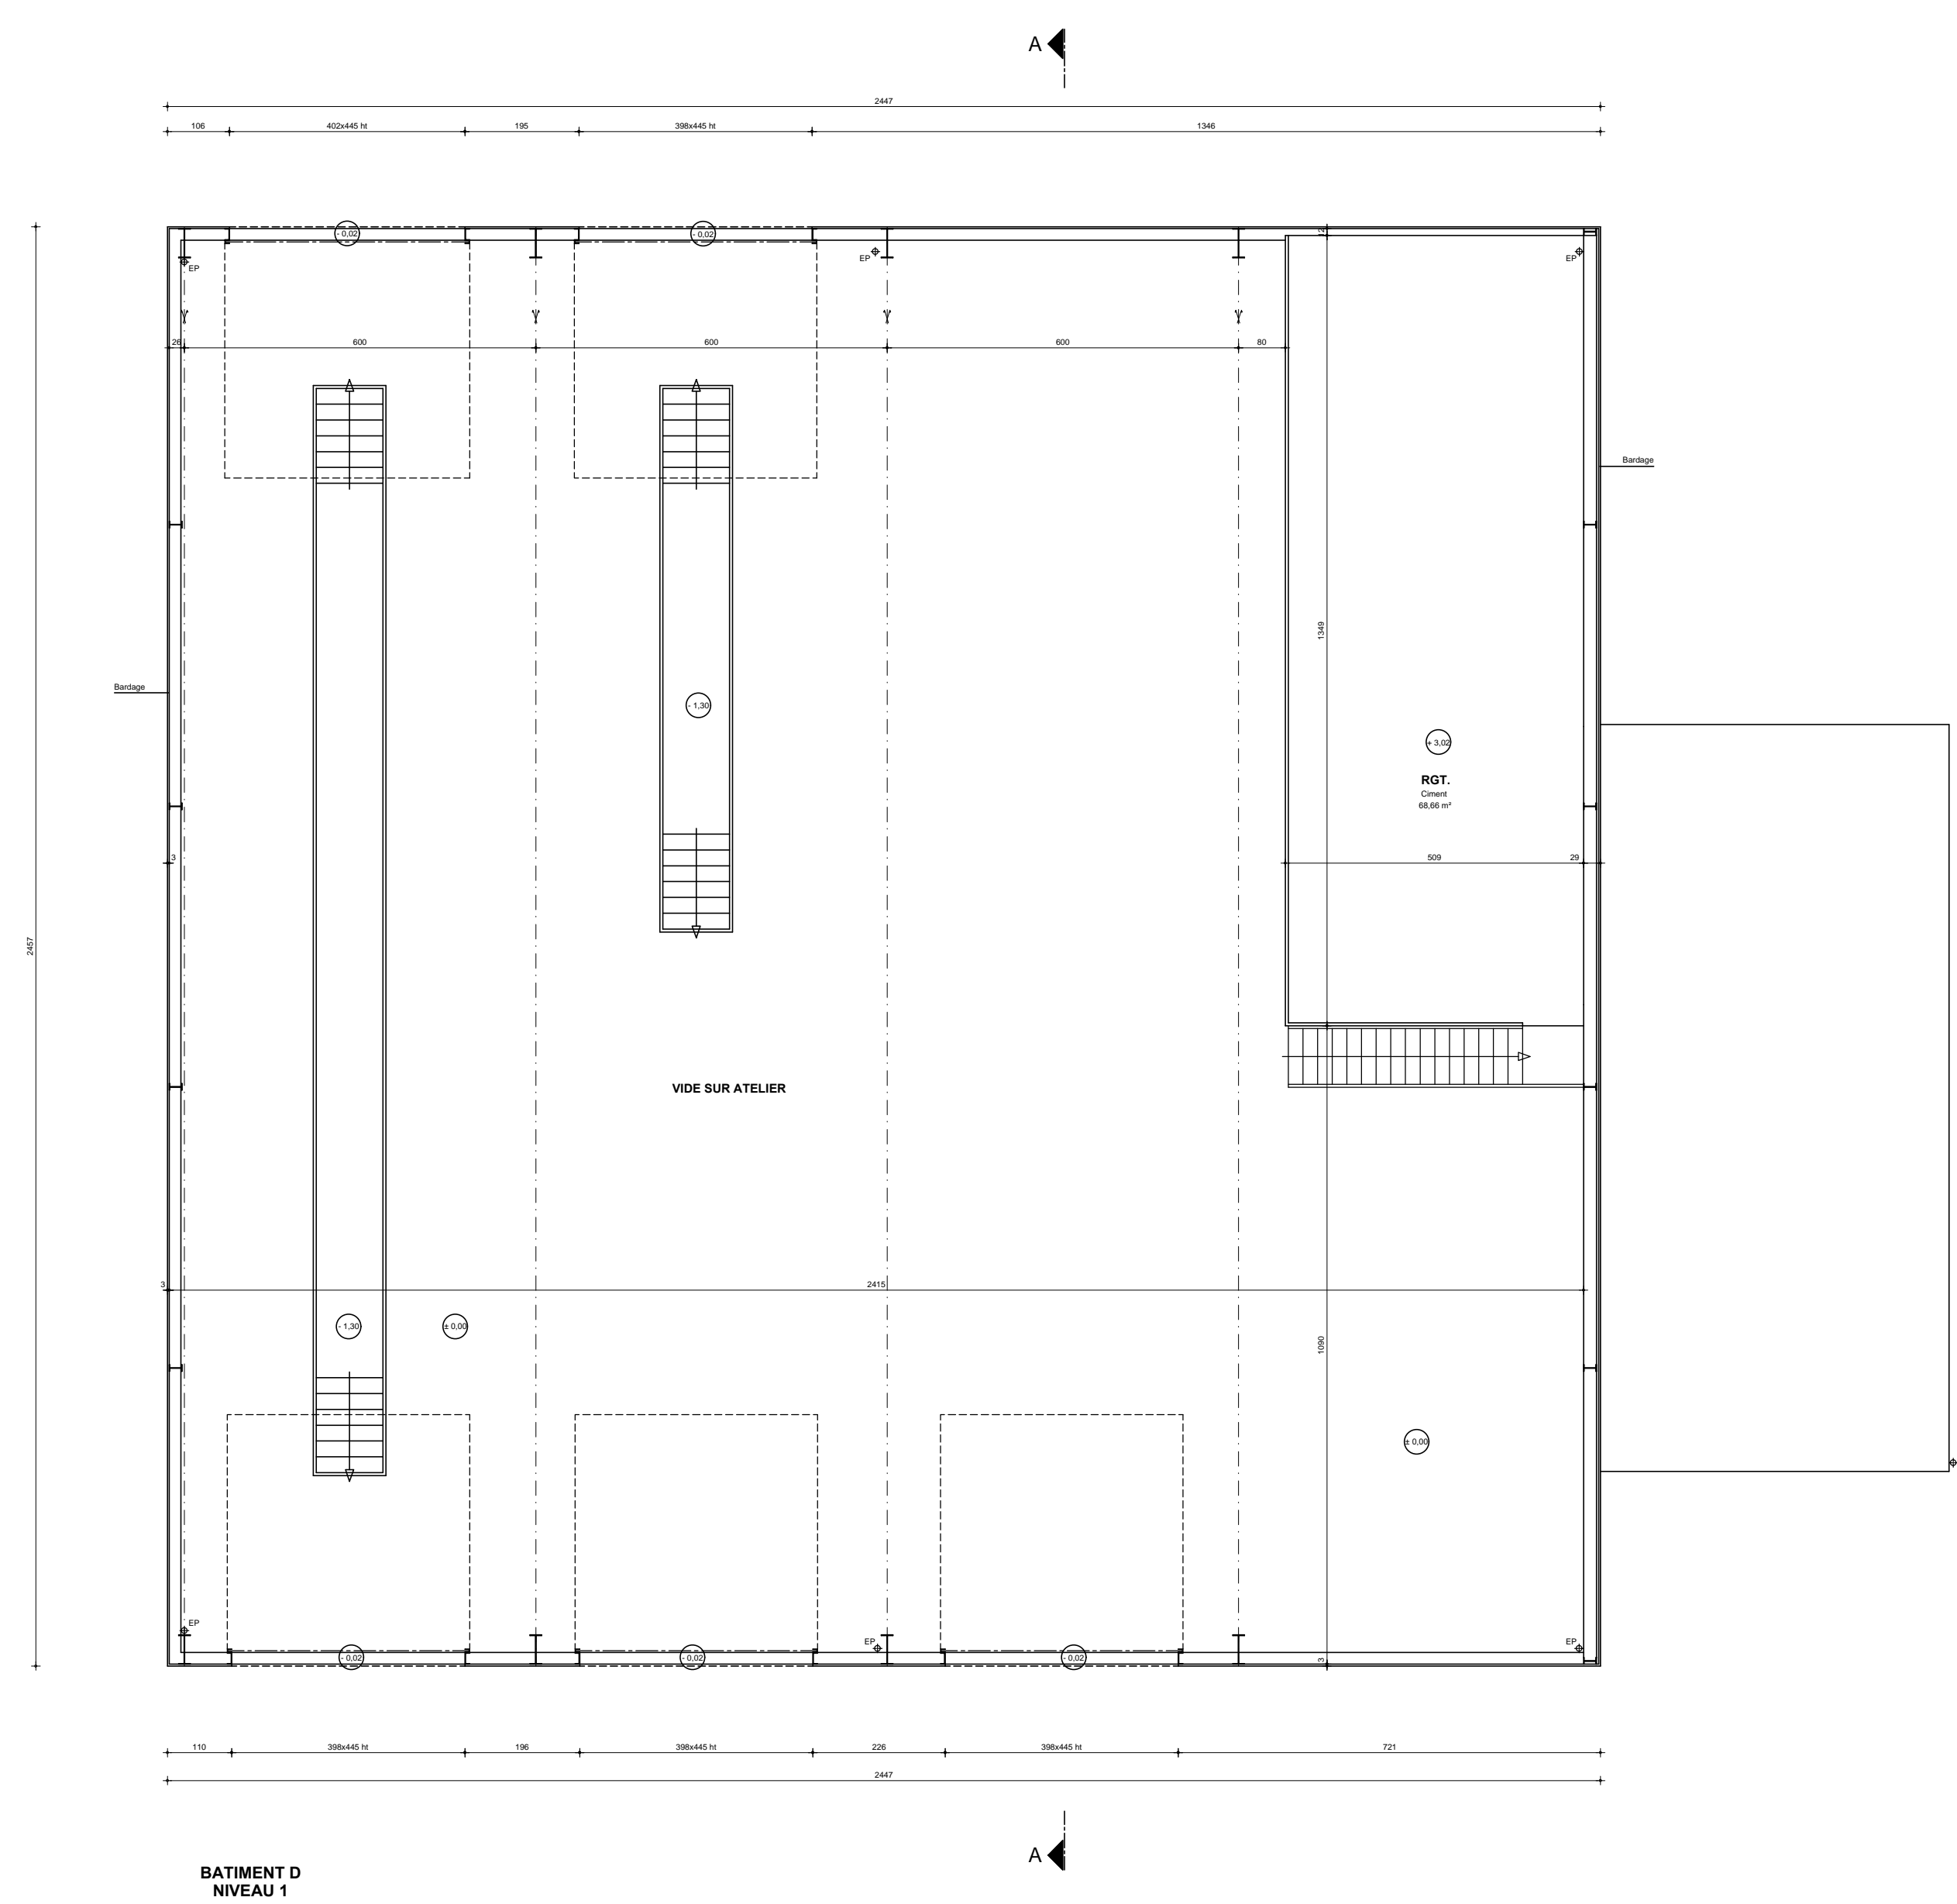 A
2447
106 402x445 ht 195 398x445 ht 1346
- 0,02 - 0,02 12
EP EP EP
26 600 600 600 80
Bardage
1349
Bardage
- 1,30
+ 3,02
RGT.
Ciment
68,66 m²
3 509 29
2457
VIDE SUR ATELIER
3 2415
- 1,30 ± 0,00
1090
± 0,00
EP EP EP
- 0,02 - 0,02 - 0,02 3
110 398x445 ht 196 398x445 ht 226 398x445 ht 721
2447
A
BATIMENT D
NIVEAU 1